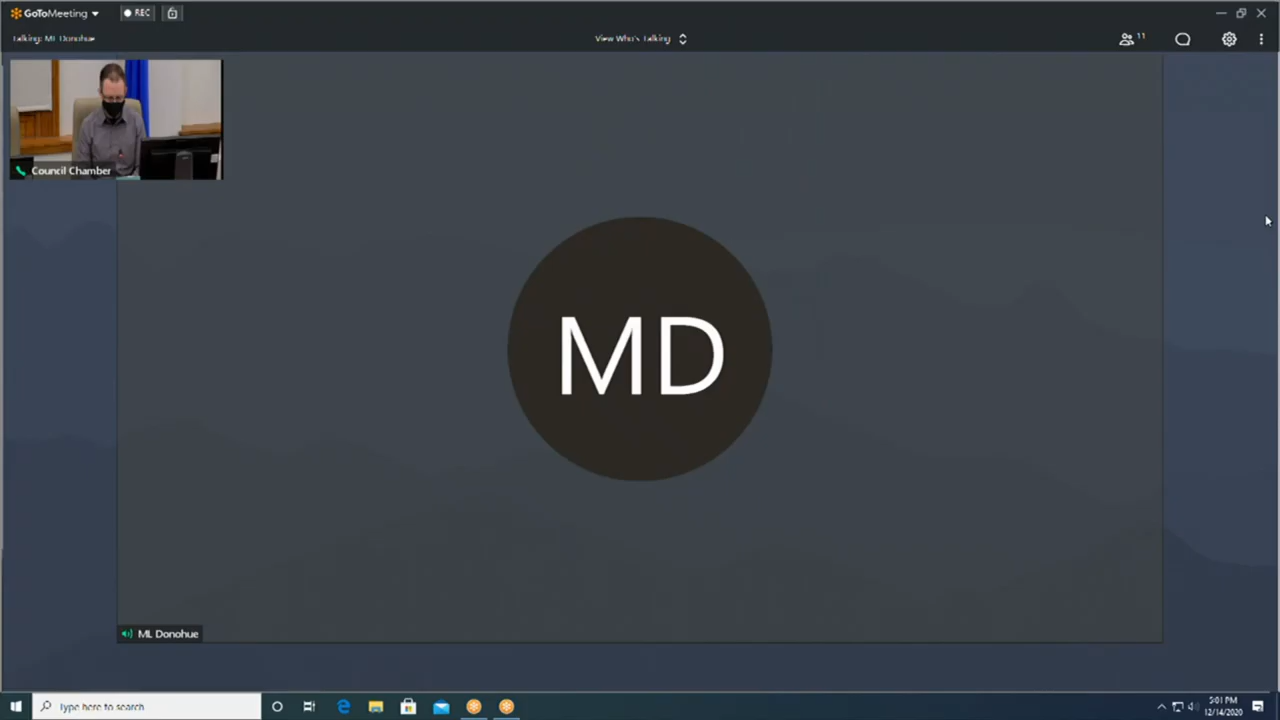 GoToMeeting
REC
Talking: ML Donohue
View Who's Talking
11
Council Chamber
MD
ML Donohue
Type here to search
5:01 PM
12/14/2020